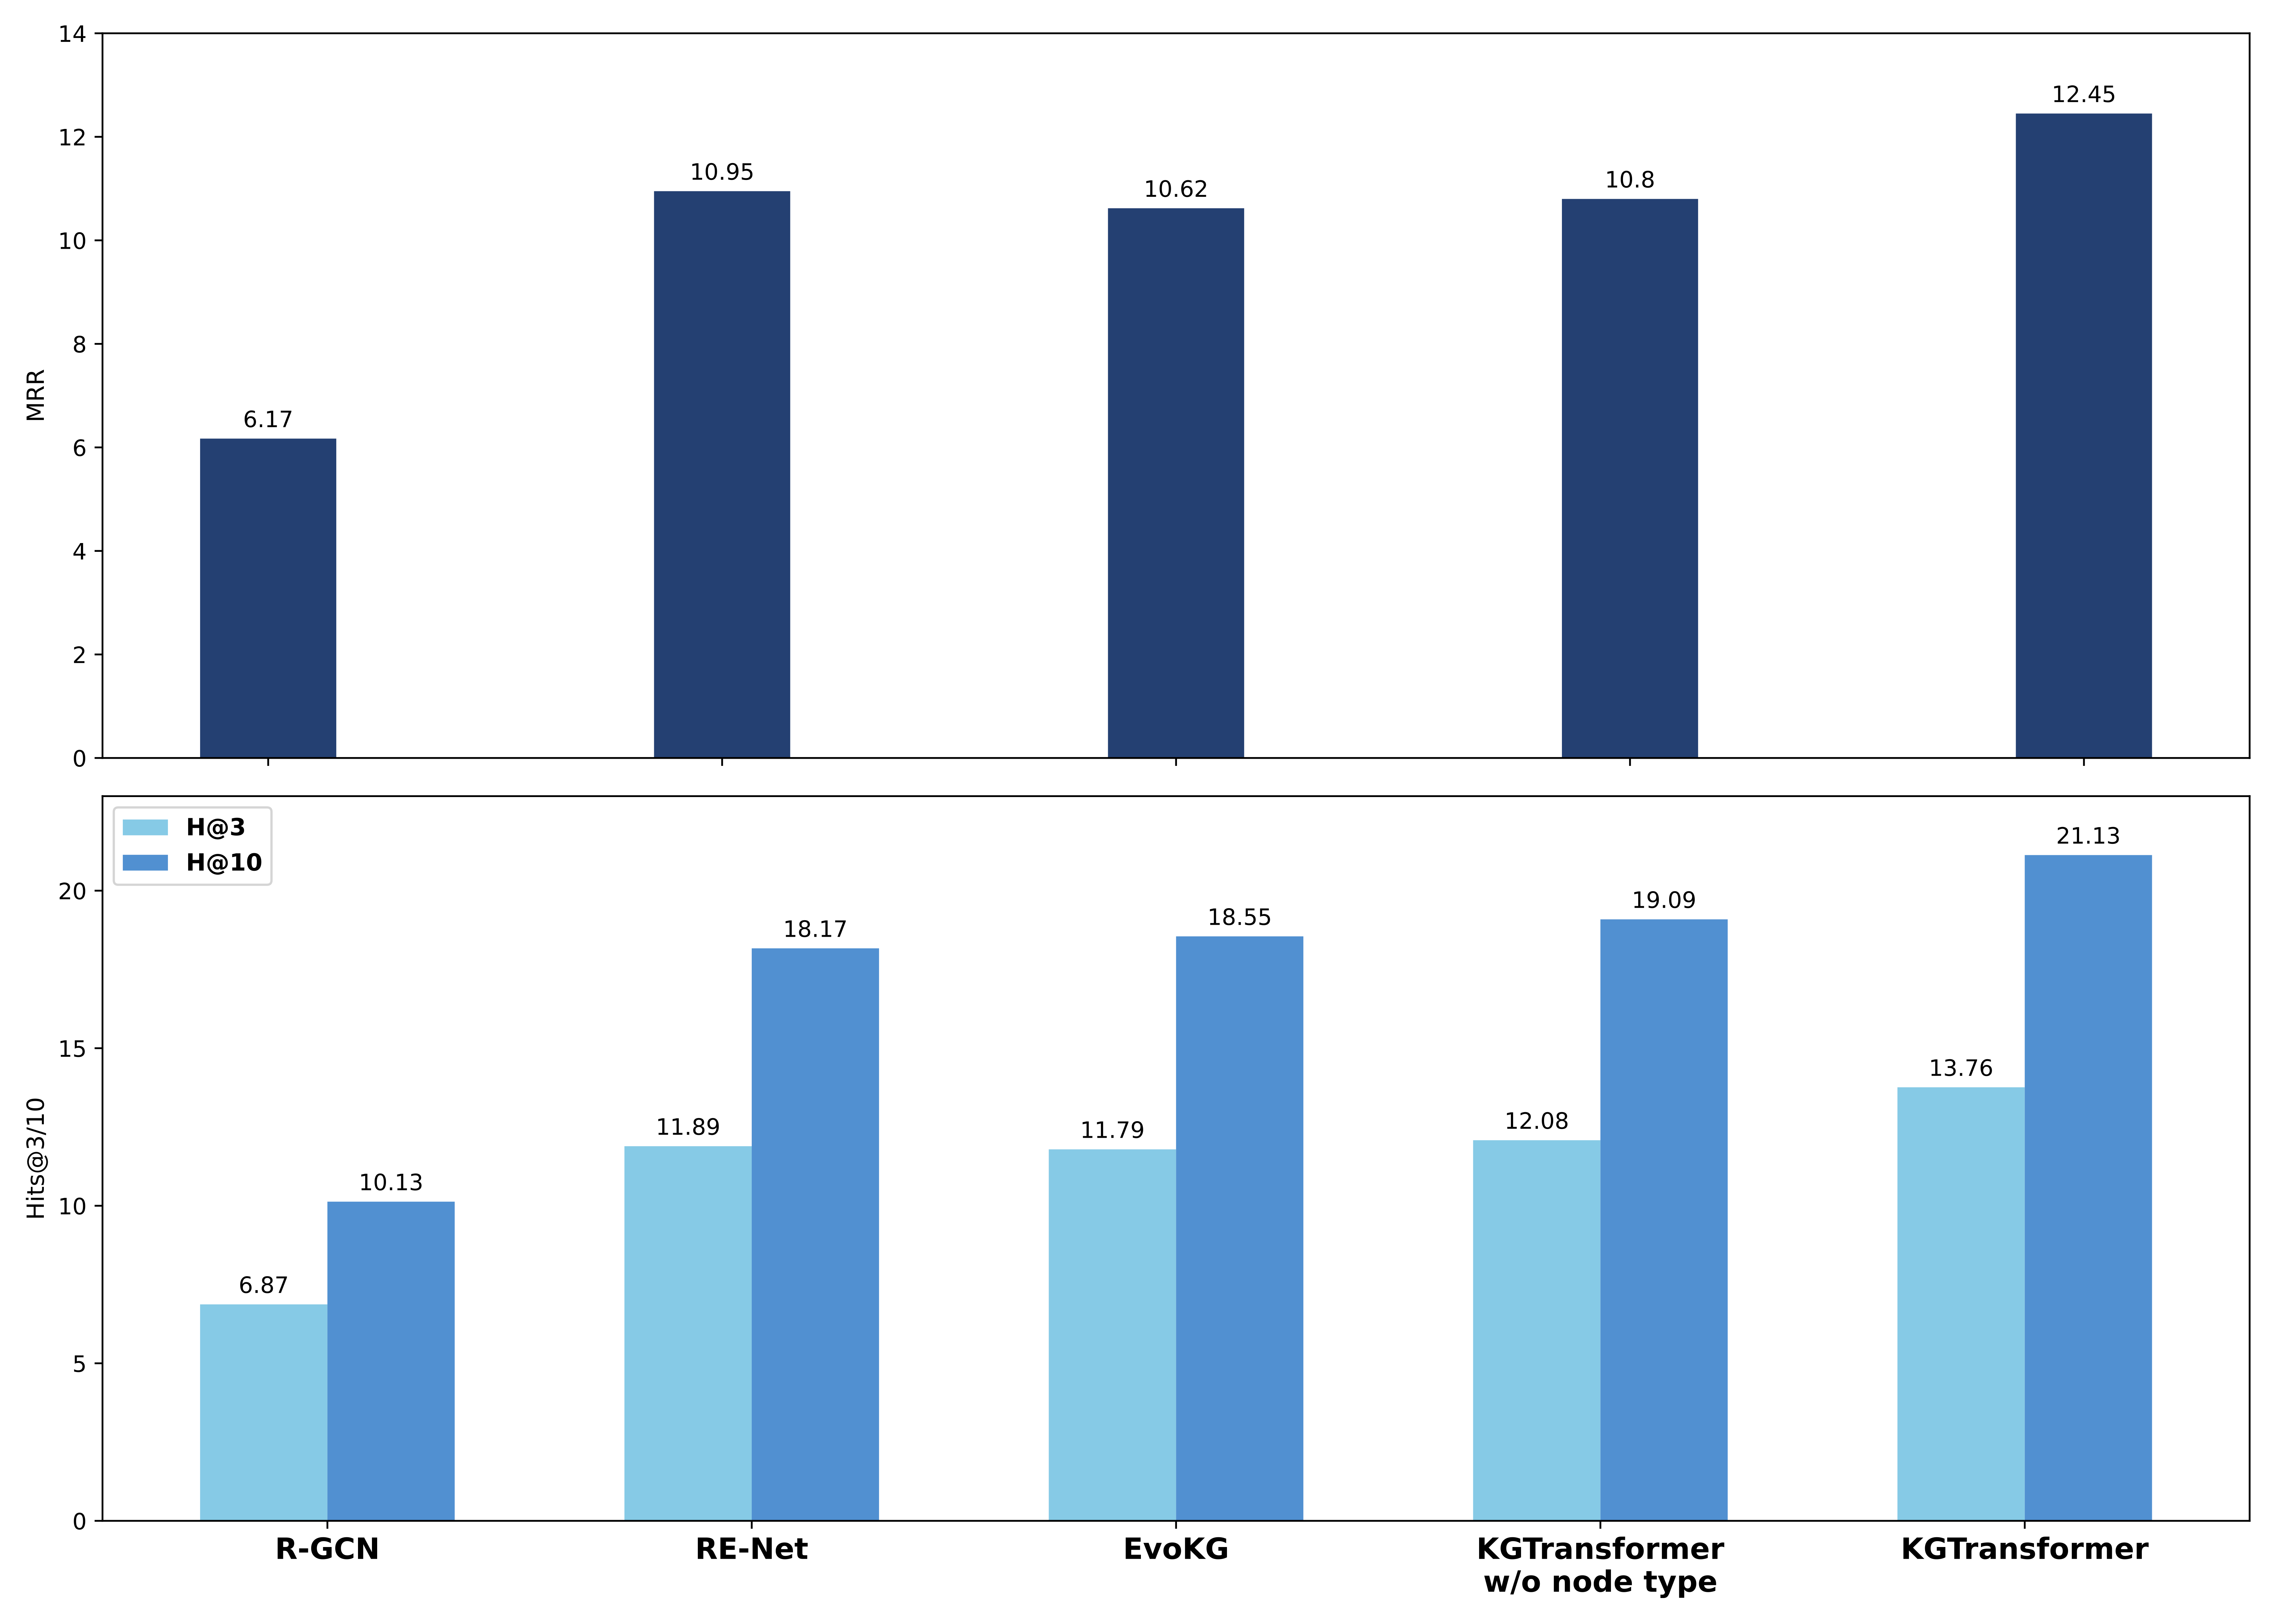 14
12
10
8
6
4
2
0
MRR
6.17
10.95
10.62
10.8
12.45
H@3
H@10
20
15
10
5
0
Hits@3/10
6.87
10.13
11.89
18.17
11.79
18.55
12.08
19.09
13.76
21.13
R-GCN
RE-Net
EvoKG
KGTransformer
w/o node type
KGTransformer